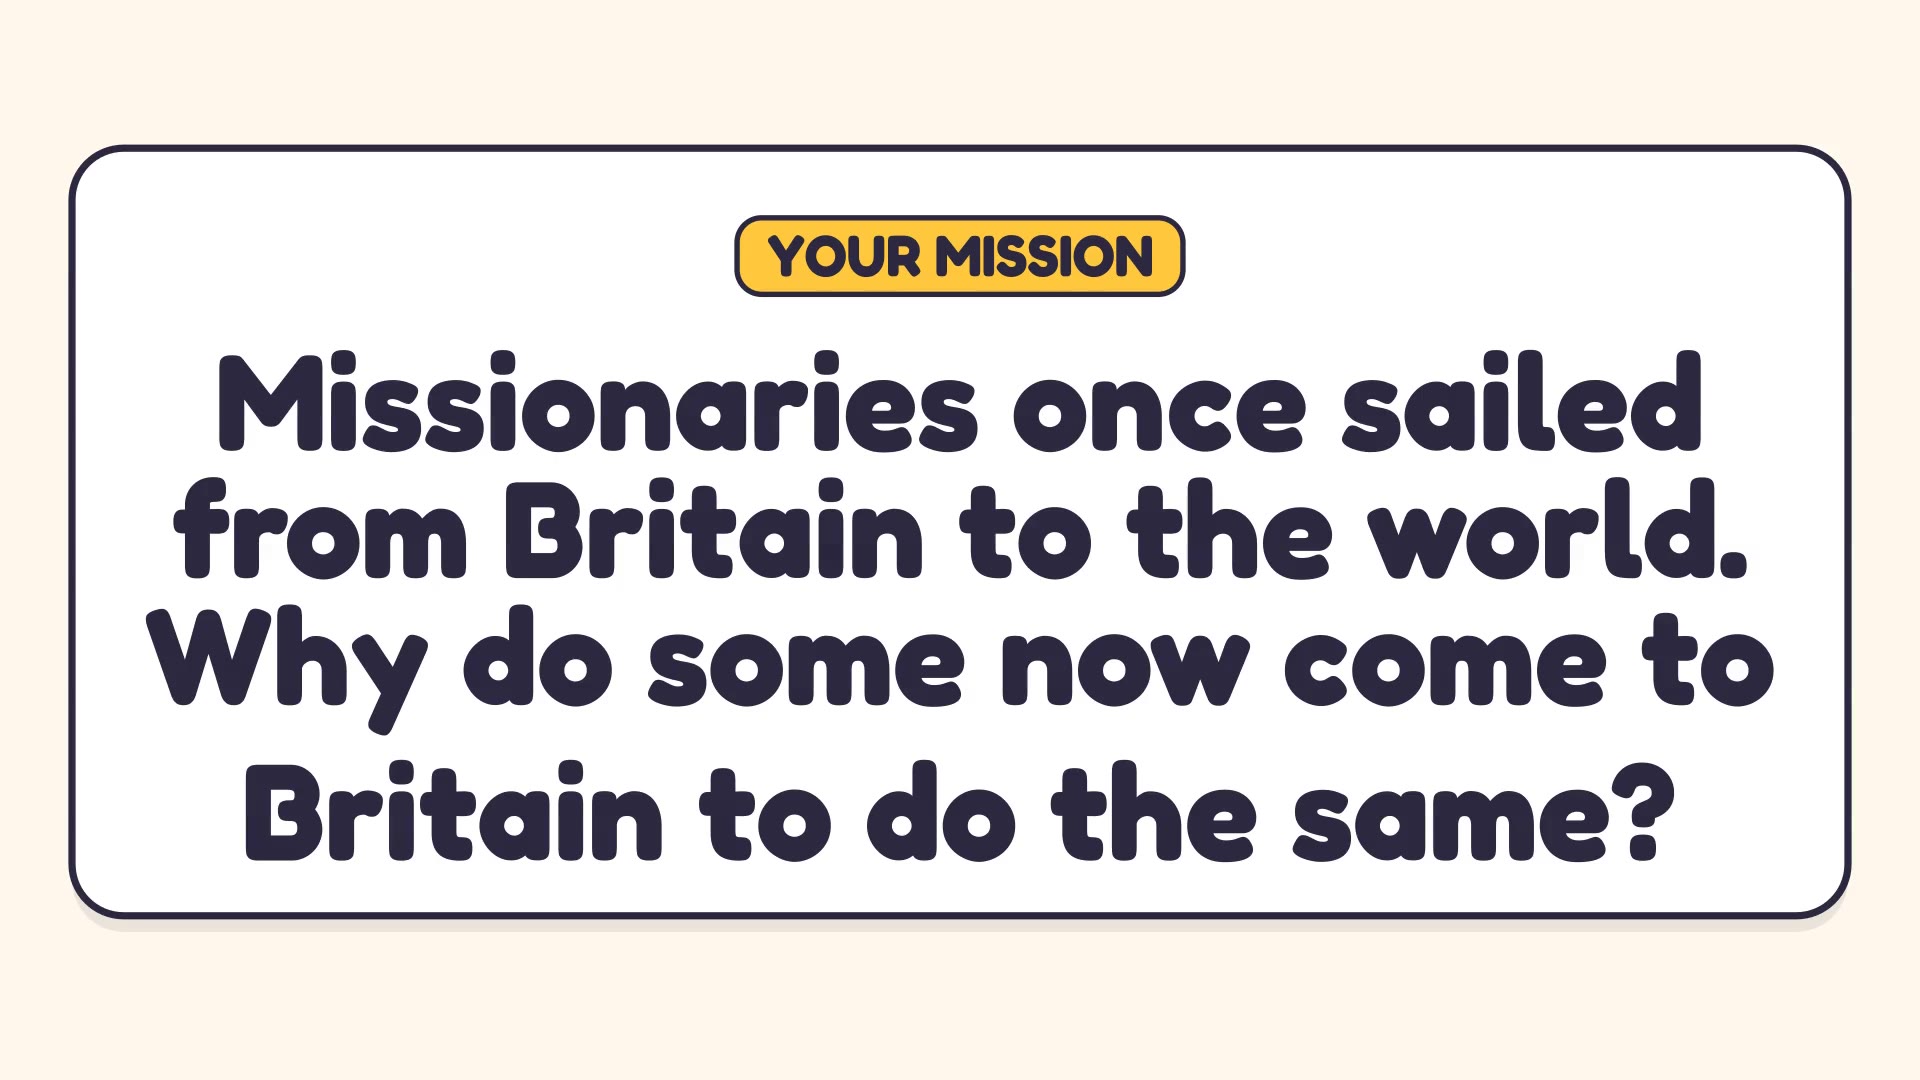 YOUR MISSION
Missionaries once sailed
from Britain to the world.
Why do some now come to
Britain to do the same?